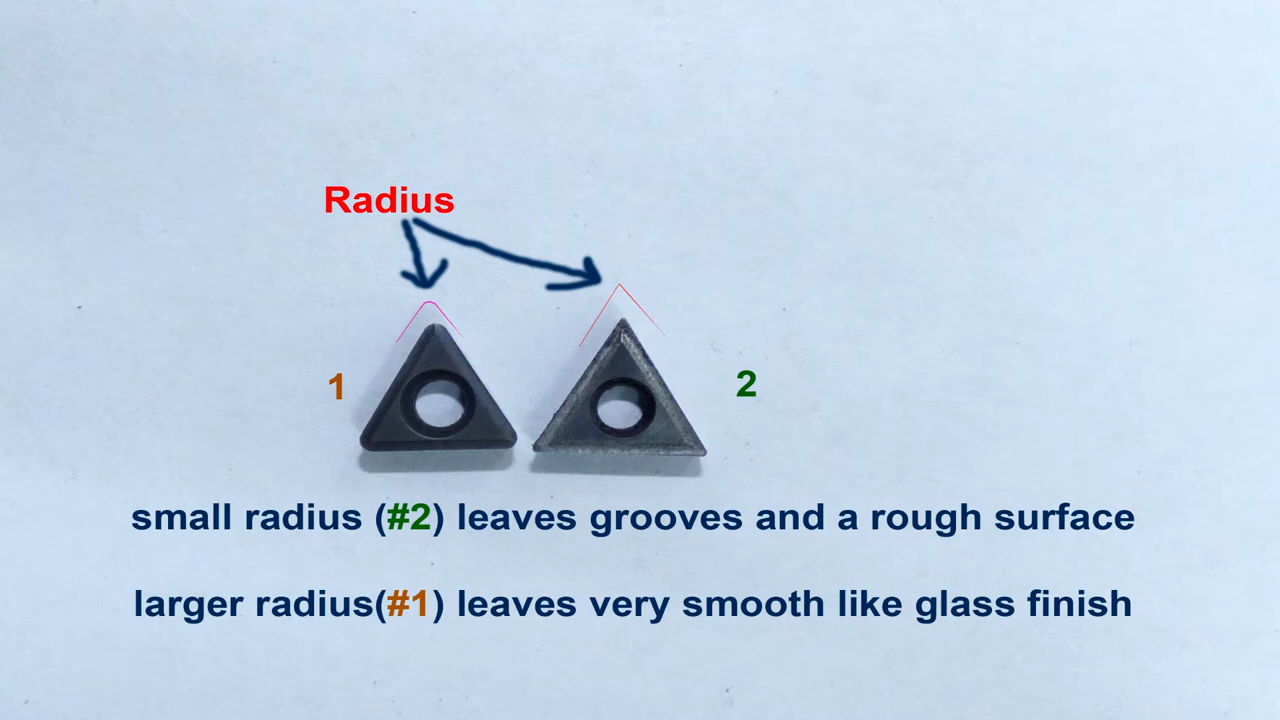 Radius
1
2
small radius (#2) leaves grooves and a rough surface
larger radius(#1) leaves very smooth like glass finish